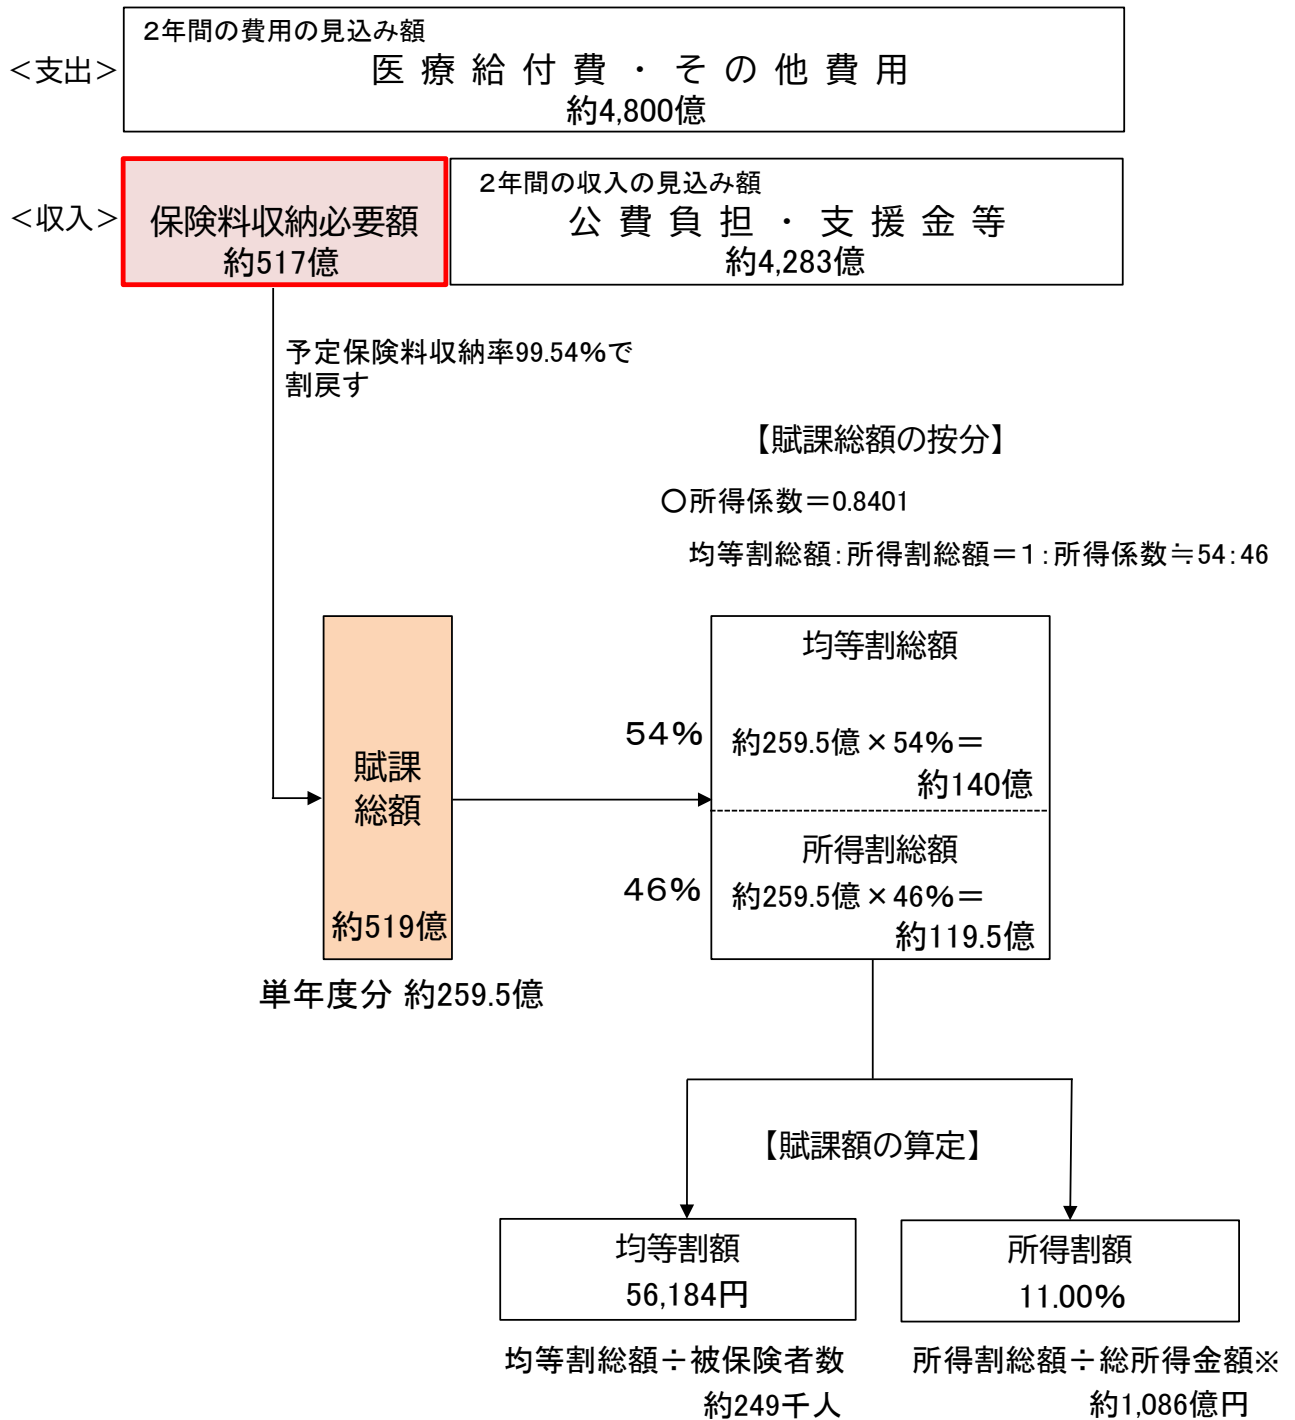 2年間の費用の見込み額
＜支出＞
医療給付費・その他費用
約4,800億
2年間の収入の見込み額
＜収入＞
保険料収納必要額
約517億
公費負担・支援金等
約4,283億
予定保険料収納率99.54%で
割戻す
【賦課総額の按分】
〇所得係数＝0.8401
均等割総額：所得割総額＝1：所得係数≒54：46
賦課
総額
約519億
単年度分 約259.5億
54%
均等割総額
約259.5億×54%＝
約140億
46%
所得割総額
約259.5億×46%＝
約119.5億
【賦課額の算定】
均等割額
56,184円
均等割総額÷被保険者数
約249千人
所得割額
11.00%
所得割総額÷総所得金額※
約1,086億円